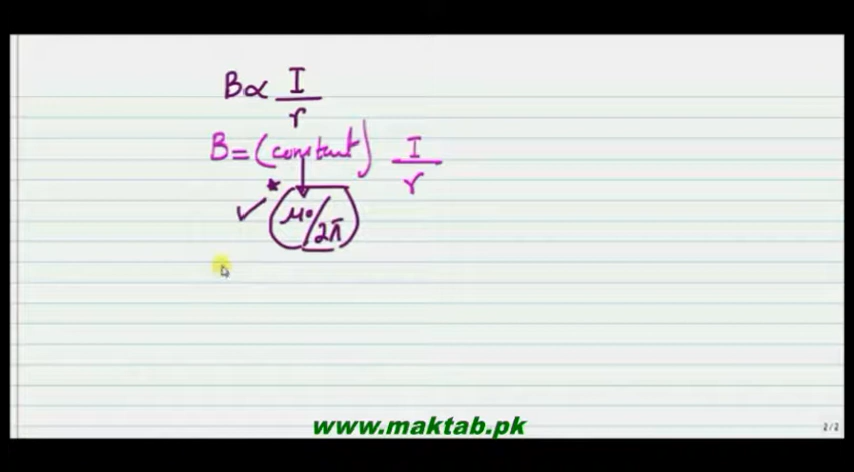 B ∝ I/r
B = (constant) I/r
* μ₀/2π
www.maktab.pk
2/2